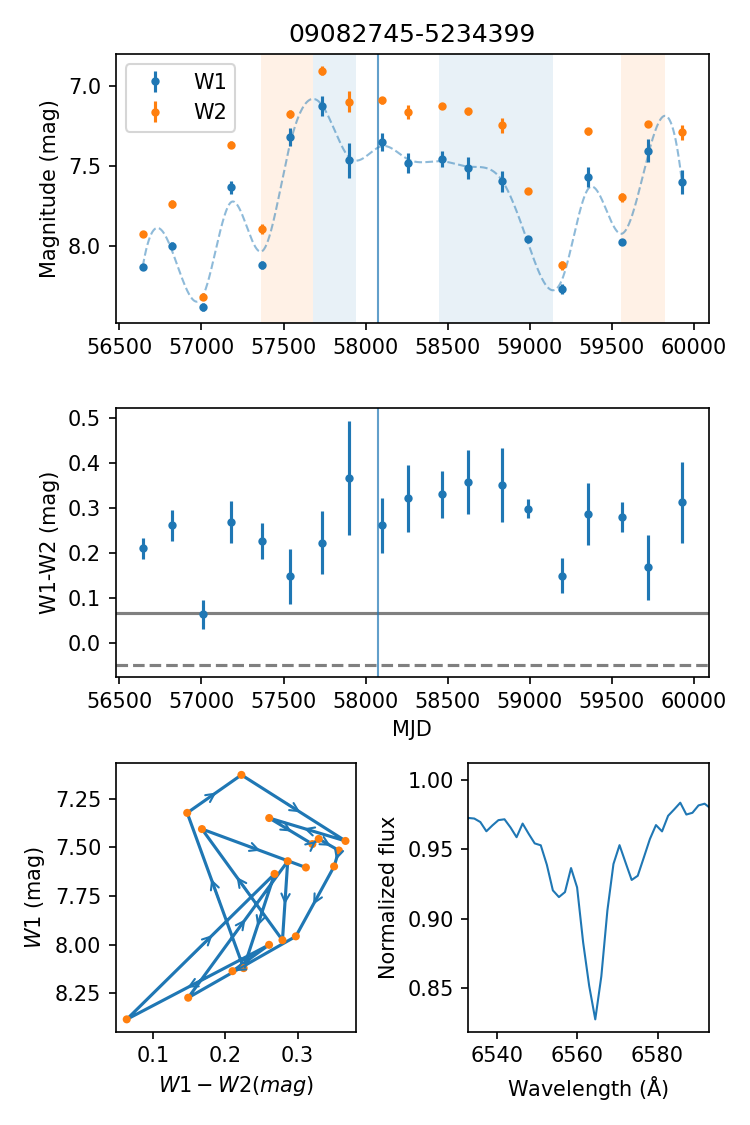 09082745-5234399
W1
W2
Magnitude (mag)
7.0
7.5
8.0
56500 57000 57500 58000 58500 59000 59500 60000
W1-W2 (mag)
0.5
0.4
0.3
0.2
0.1
0.0
56500 57000 57500 58000 58500 59000 59500 60000
MJD
W1 (mag)
7.25
7.50
7.75
8.00
8.25
0.1 0.2 0.3
W1 − W2(mag)
Normalized flux
1.00
0.95
0.90
0.85
6540 6560 6580
Wavelength (Å)